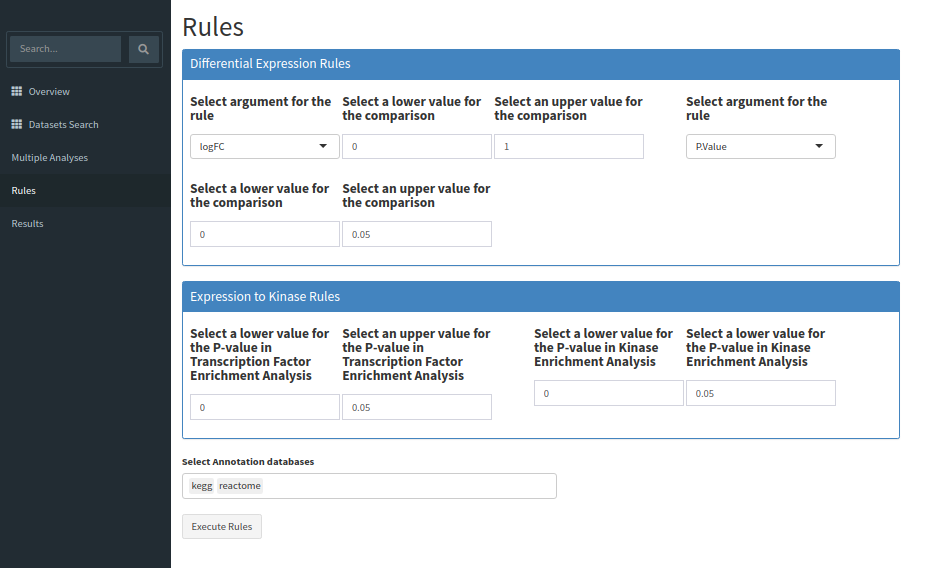 Search...
Overview
Datasets Search
Multiple Analyses
Rules
Results
Rules
Differential Expression Rules
Select argument for the
rule
logFC
Select a lower value for
the comparison
0
Select an upper value for
the comparison
1
Select argument for the
rule
P.Value
Select a lower value for
the comparison
0
Select an upper value for
the comparison
0.05
Expression to Kinase Rules
Select a lower value for
the P-value in
Transcription Factor
Enrichment Analysis
0
Select an upper value for
the P-value in
Transcription Factor
Enrichment Analysis
0.05
Select a lower value for
the P-value in Kinase
Enrichment Analysis
0
Select a lower value for
the P-value in Kinase
Enrichment Analysis
0.05
Select Annotation databases
kegg reactome
Execute Rules